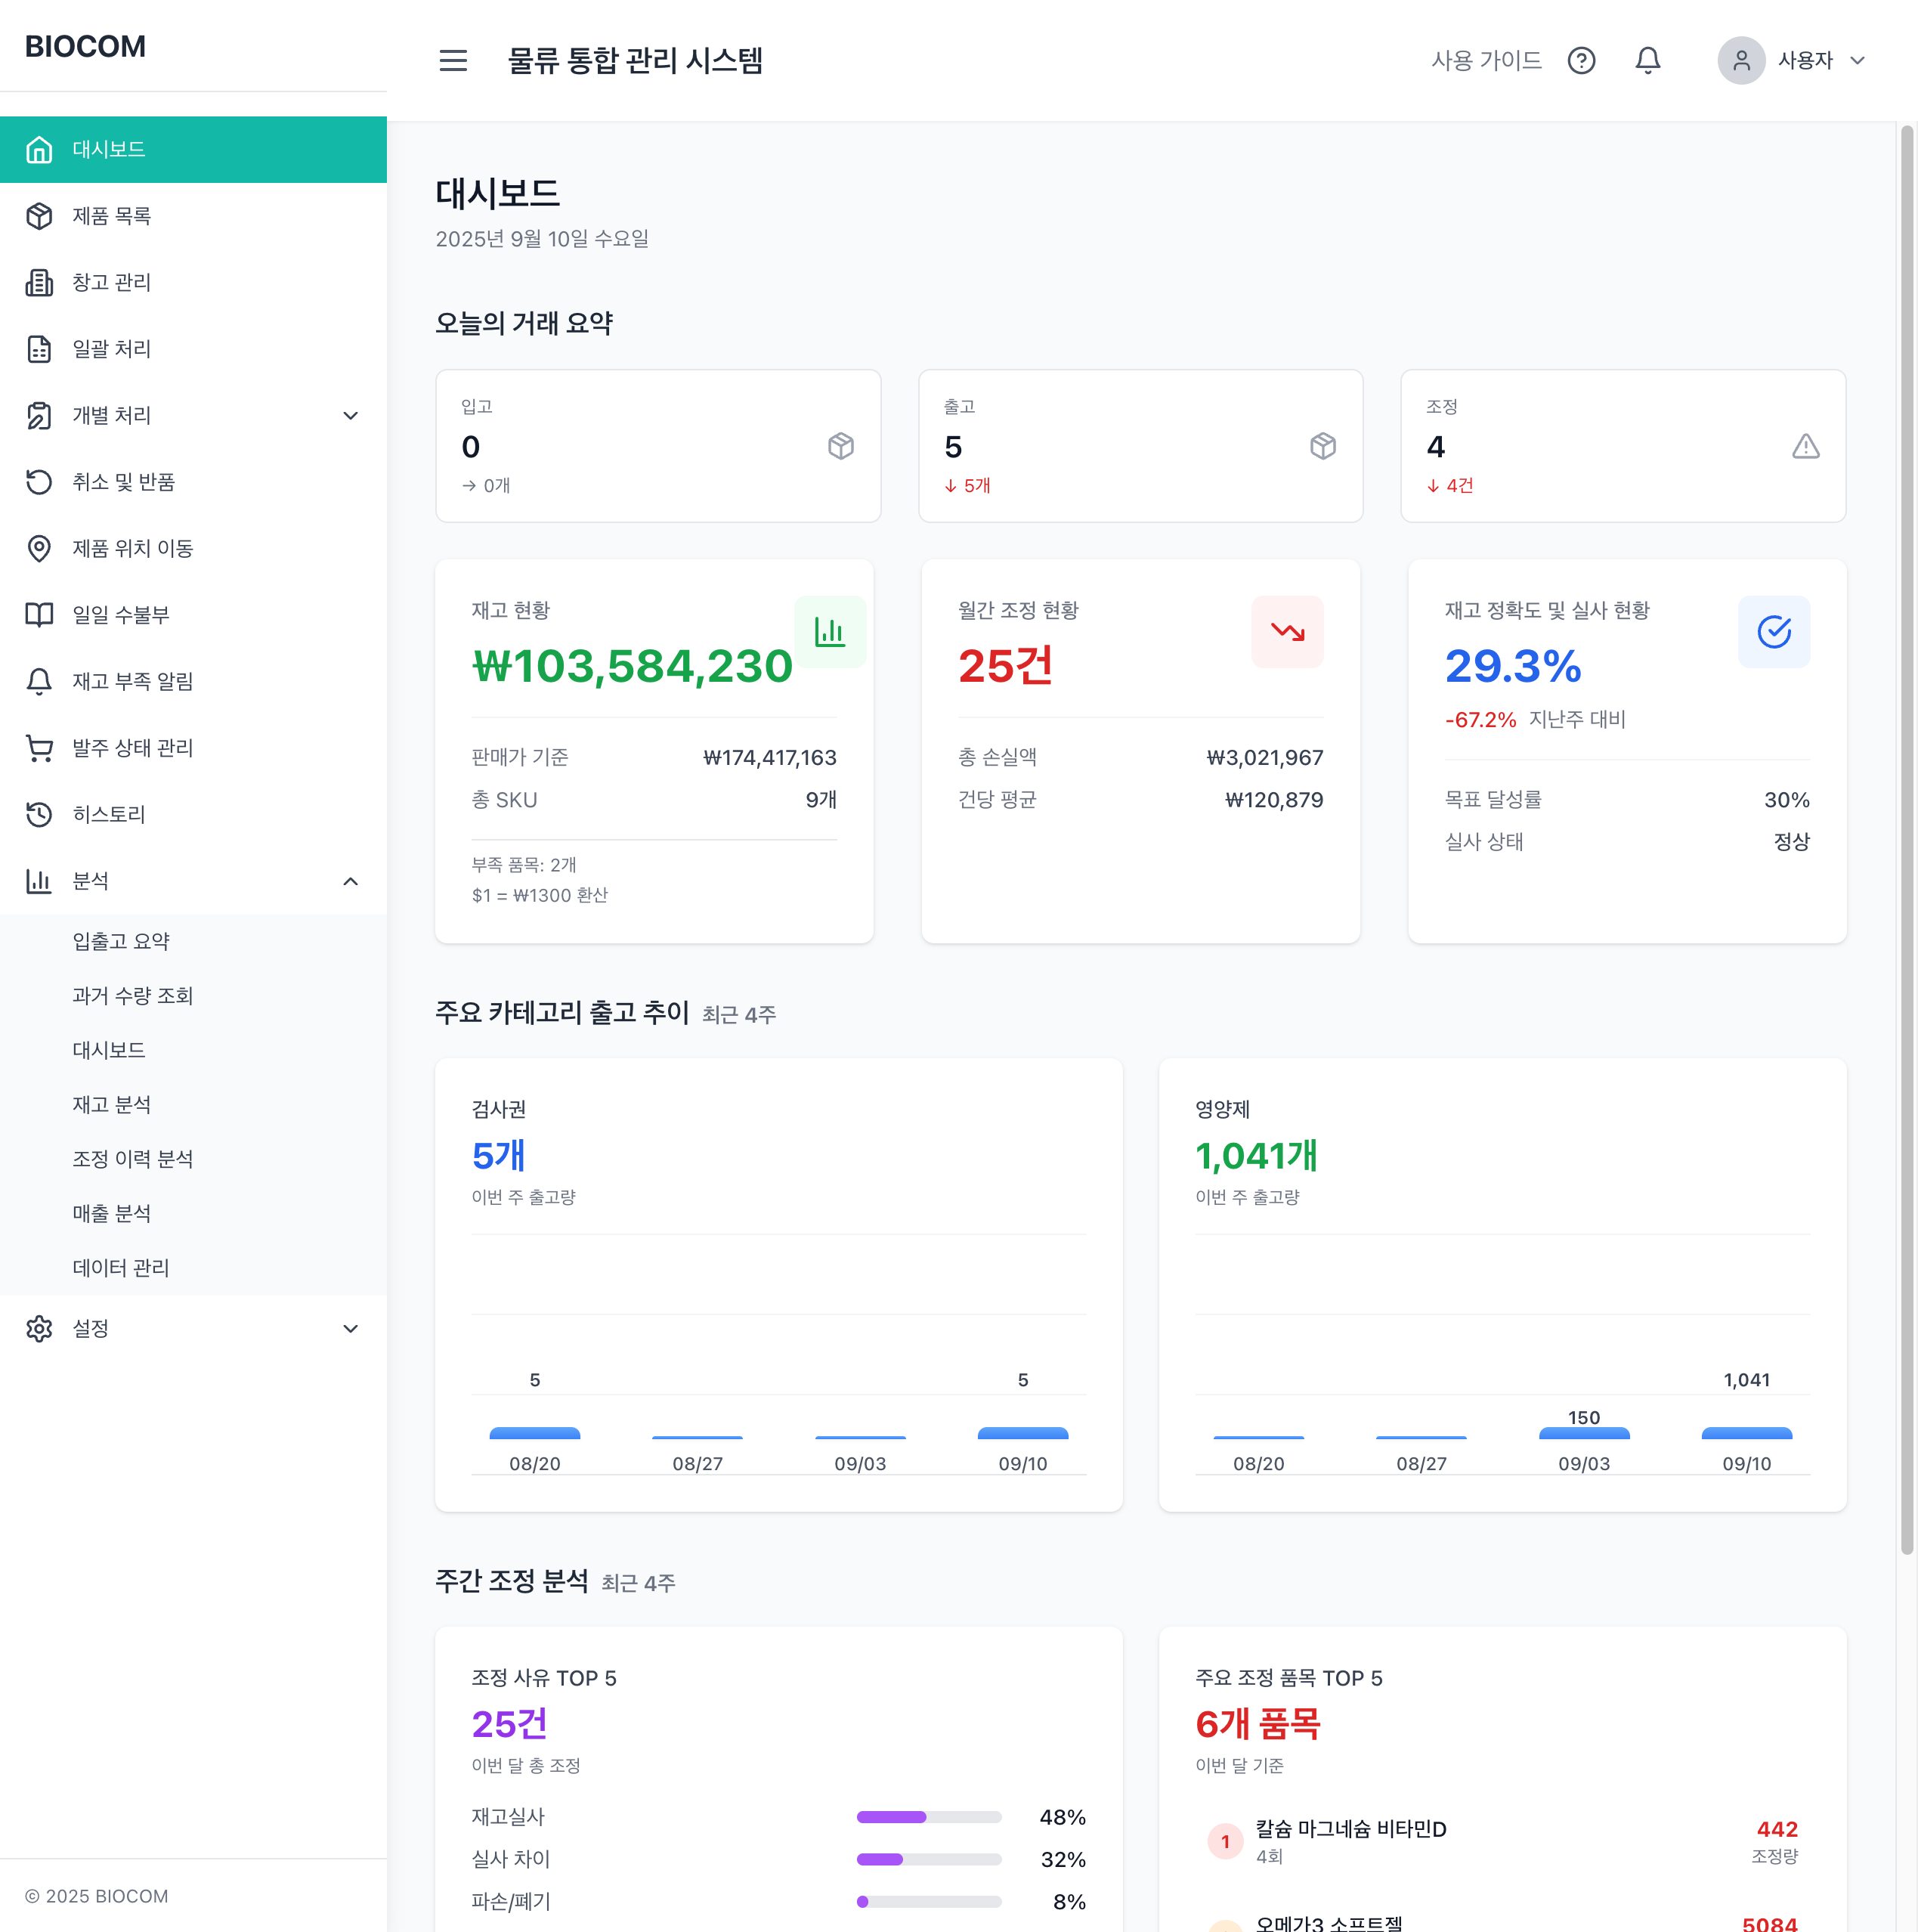 BIOCOM
물류 통합 관리 시스템
사용 가이드
사용자
대시보드
제품 목록
창고 관리
일괄 처리
개별 처리
취소 및 반품
제품 위치 이동
일일 수불부
재고 부족 알림
발주 상태 관리
히스토리
분석
입출고 요약
과거 수량 조회
대시보드
재고 분석
조정 이력 분석
매출 분석
데이터 관리
설정
© 2025 BIOCOM
대시보드
2025년 9월 10일 수요일
오늘의 거래 요약
입고
0
→ 0개
출고
5
↓ 5개
조정
4
↓ 4건
재고 현황
₩103,584,230
판매가 기준 ₩174,417,163
총 SKU 9개
부족 품목: 2개
$1 = ₩1300 환산
월간 조정 현황
25건
총 손실액 ₩3,021,967
건당 평균 ₩120,879
재고 정확도 및 실사 현황
29.3%
-67.2% 지난주 대비
목표 달성률 30%
실사 상태 정상
주요 카테고리 출고 추이 최근 4주
검사권
5개
이번 주 출고량
5 5
08/20 08/27 09/03 09/10
영양제
1,041개
이번 주 출고량
1,041
150
08/20 08/27 09/03 09/10
주간 조정 분석 최근 4주
조정 사유 TOP 5
25건
이번 달 총 조정
재고실사 48%
실사 차이 32%
파손/폐기 8%
주요 조정 품목 TOP 5
6개 품목
이번 달 기준
1 칼슘 마그네슘 비타민D 442
4회 조정량
오메가3 소프트젤 5084